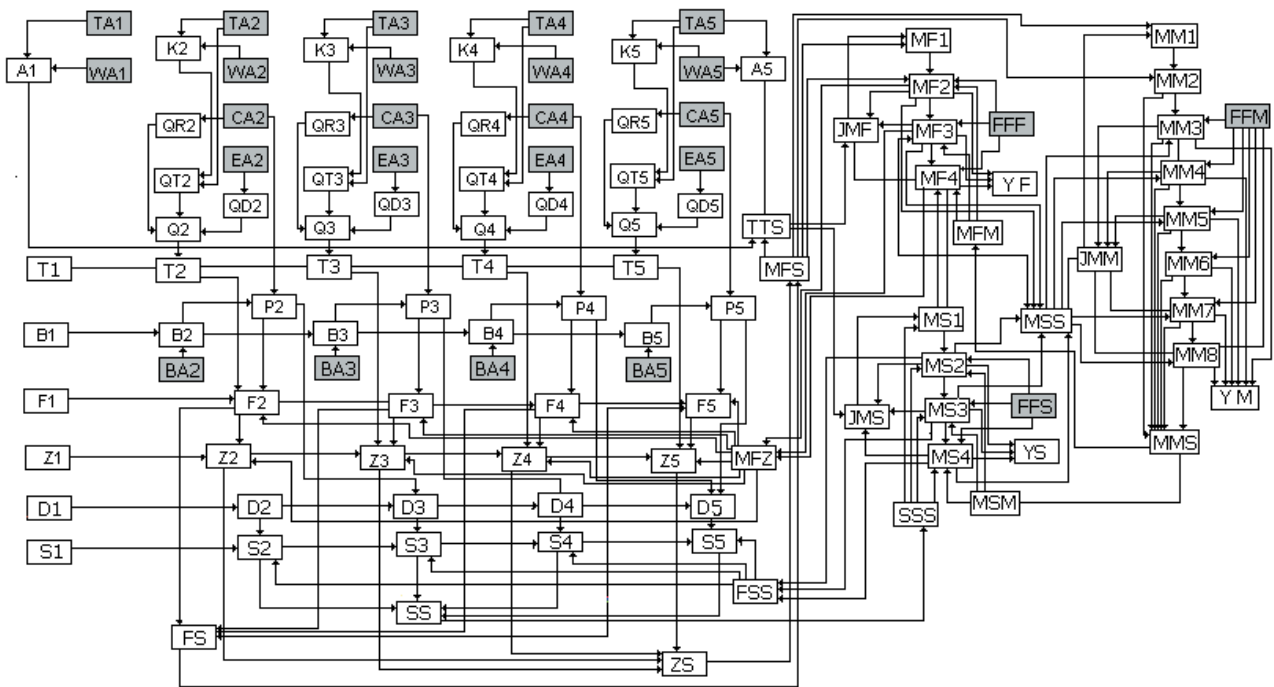 TA1 TA2 TA3 TA4 TA5
K2 K3 K4 K5 MF1 MM1
A1 WA1 WA2 WA3 WA4 WA5 A5
MF2 MM2
QR2 CA2 QR3 CA3 QR4 CA4 QR5 CA5 JMF MF3 FFF MM3 FFM
EA2 EA3 EA4 EA5
QT2 QT3 QT4 QT5 MF4 Y F MM4
QD2 QD3 QD4 QD5
Q2 Q3 Q4 Q5 TTS MFM MM5
T1 T2 T3 T4 T5 MFS JMM MM6
P2 P3 P4 P5 MM7
B1 B2 B3 B4 B5 MS1 MSS
BA2 BA3 BA4 BA5 MS2 MM8
F1 F2 F3 F4 F5 JMS MS3 FFS Y M
Z1 Z2 Z3 Z4 Z5 MFZ MS4 YS MMS
D1 D2 D3 D4 D5 SSS MSM
S1 S2 S3 S4 S5
FSS
SS
FS
ZS